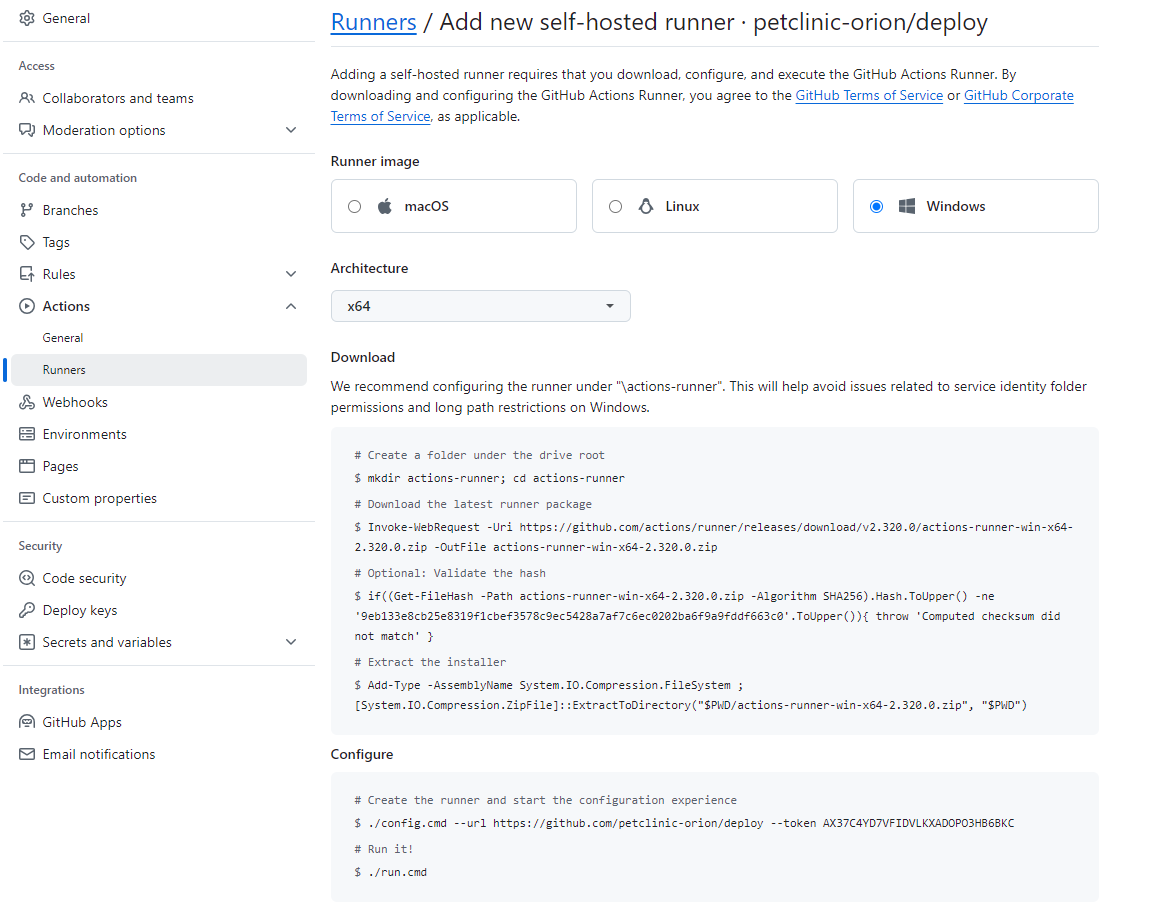 General
Access
Collaborators and teams
Moderation options
Code and automation
Branches
Tags
Rules
Actions
General
Runners
Webhooks
Environments
Pages
Custom properties
Security
Code security
Deploy keys
Secrets and variables
Integrations
GitHub Apps
Email notifications
Runners / Add new self-hosted runner · petclinic-orion/deploy
Adding a self-hosted runner requires that you download, configure, and execute the GitHub Actions Runner. By
downloading and configuring the GitHub Actions Runner, you agree to the GitHub Terms of Service or GitHub Corporate
Terms of Service, as applicable.
Runner image
macOS
Linux
Windows
Architecture
x64
Download
We recommend configuring the runner under "\actions-runner". This will help avoid issues related to service identity folder
permissions and long path restrictions on Windows.
# Create a folder under the drive root
$ mkdir actions-runner; cd actions-runner
# Download the latest runner package
$ Invoke-WebRequest -Uri https://github.com/actions/runner/releases/download/v2.320.0/actions-runner-win-x64-
2.320.0.zip -OutFile actions-runner-win-x64-2.320.0.zip
# Optional: Validate the hash
$ if((Get-FileHash -Path actions-runner-win-x64-2.320.0.zip -Algorithm SHA256).Hash.ToUpper() -ne
'9eb133e8cb25e8319f1cbef3578c9ec5428a7af7c6ec0202ba6f9a9fddf663c0'.ToUpper()){ throw 'Computed checksum did
not match' }
# Extract the installer
$ Add-Type -AssemblyName System.IO.Compression.FileSystem ;
[System.IO.Compression.ZipFile]::ExtractToDirectory("$PWD/actions-runner-win-x64-2.320.0.zip", "$PWD")
Configure
# Create the runner and start the configuration experience
$ ./config.cmd --url https://github.com/petclinic-orion/deploy --token AX37C4YD7VFIDVLKXADOPO3HB6BKC
# Run it!
$ ./run.cmd